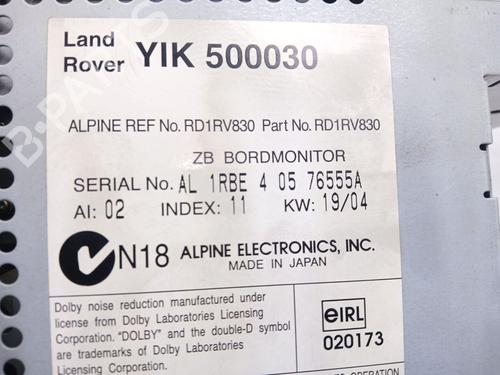 Land
Rover YIK 500030
ALPINE REF No. RD1RV830 Part No. RD1RV830
ZB BORDMONITOR
SERIAL No. AL 1RBE 4 05 76555A
AI: 02 INDEX: 11 KW: 19/04
N18 ALPINE ELECTRONICS, INC.
MADE IN JAPAN
Dolby noise reduction manufactured under
license from Dolby Laboratories Licensing
Corporation. "DOLBY" and the double-D symbol
are trademarks of Dolby Laboratories
Licensing Corporation.
eIRL
020173
OPERATION
B-PARTS